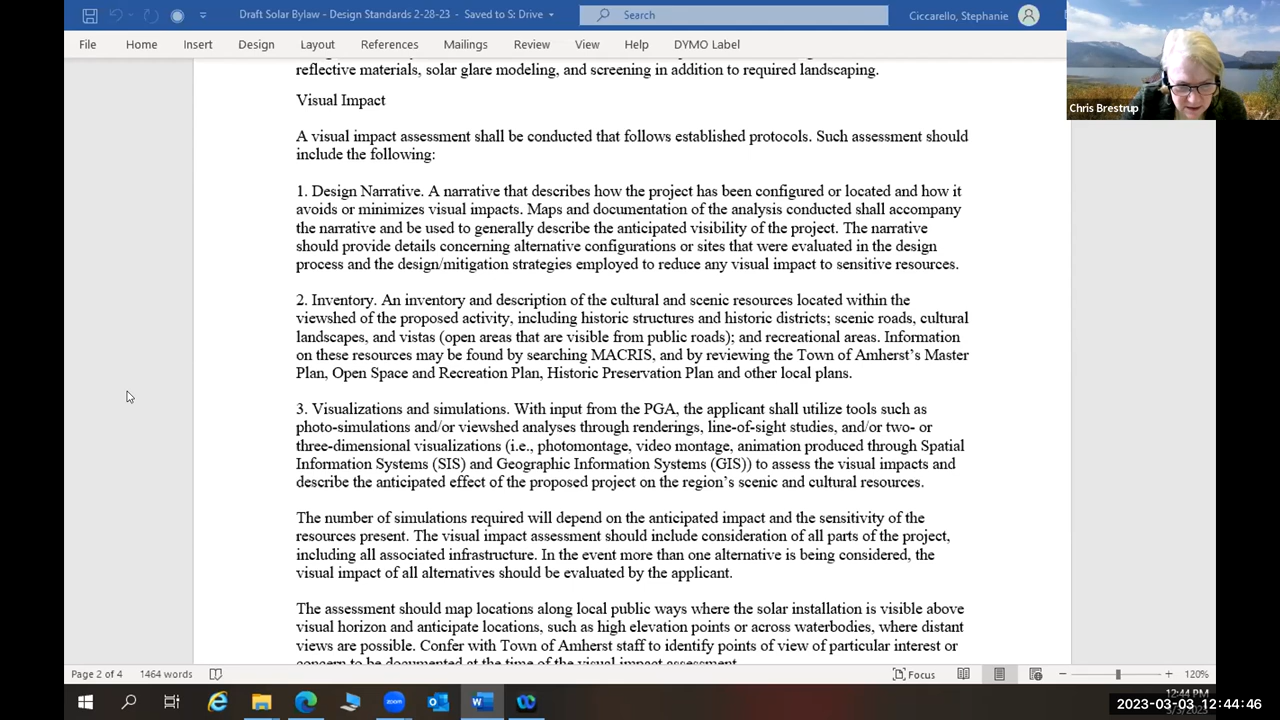 Draft Solar Bylaw - Design Standards 2-28-23 - Saved to S: Drive
Search
Ciccarello, Stephanie
File Home Insert Design Layout References Mailings Review View Help DYMO Label
Chris Brestrup
reflective materials, solar glare modeling, and screening in addition to required landscaping.
Visual Impact
A visual impact assessment shall be conducted that follows established protocols. Such assessment should
include the following:
1. Design Narrative. A narrative that describes how the project has been configured or located and how it
avoids or minimizes visual impacts. Maps and documentation of the analysis conducted shall accompany
the narrative and be used to generally describe the anticipated visibility of the project. The narrative
should provide details concerning alternative configurations or sites that were evaluated in the design
process and the design/mitigation strategies employed to reduce any visual impact to sensitive resources.
2. Inventory. An inventory and description of the cultural and scenic resources located within the
viewshed of the proposed activity, including historic structures and historic districts; scenic roads, cultural
landscapes, and vistas (open areas that are visible from public roads); and recreational areas. Information
on these resources may be found by searching MACRIS, and by reviewing the Town of Amherst's Master
Plan, Open Space and Recreation Plan, Historic Preservation Plan and other local plans.
3. Visualizations and simulations. With input from the PGA, the applicant shall utilize tools such as
photo-simulations and/or viewshed analyses through renderings, line-of-sight studies, and/or two- or
three-dimensional visualizations (i.e., photomontage, video montage, animation produced through Spatial
Information Systems (SIS) and Geographic Information Systems (GIS)) to assess the visual impacts and
describe the anticipated effect of the proposed project on the region's scenic and cultural resources.
The number of simulations required will depend on the anticipated impact and the sensitivity of the
resources present. The visual impact assessment should include consideration of all parts of the project,
including all associated infrastructure. In the event more than one alternative is being considered, the
visual impact of all alternatives should be evaluated by the applicant.
The assessment should map locations along local public ways where the solar installation is visible above
visual horizon and anticipate locations, such as high elevation points or across waterbodies, where distant
views are possible. Confer with Town of Amherst staff to identify points of view of particular interest or
concern to be documented at the time of the visual impact assessment.
Page 2 of 4 1464 words Focus 120%
12:44 PM
2023-03-03 12:44:46